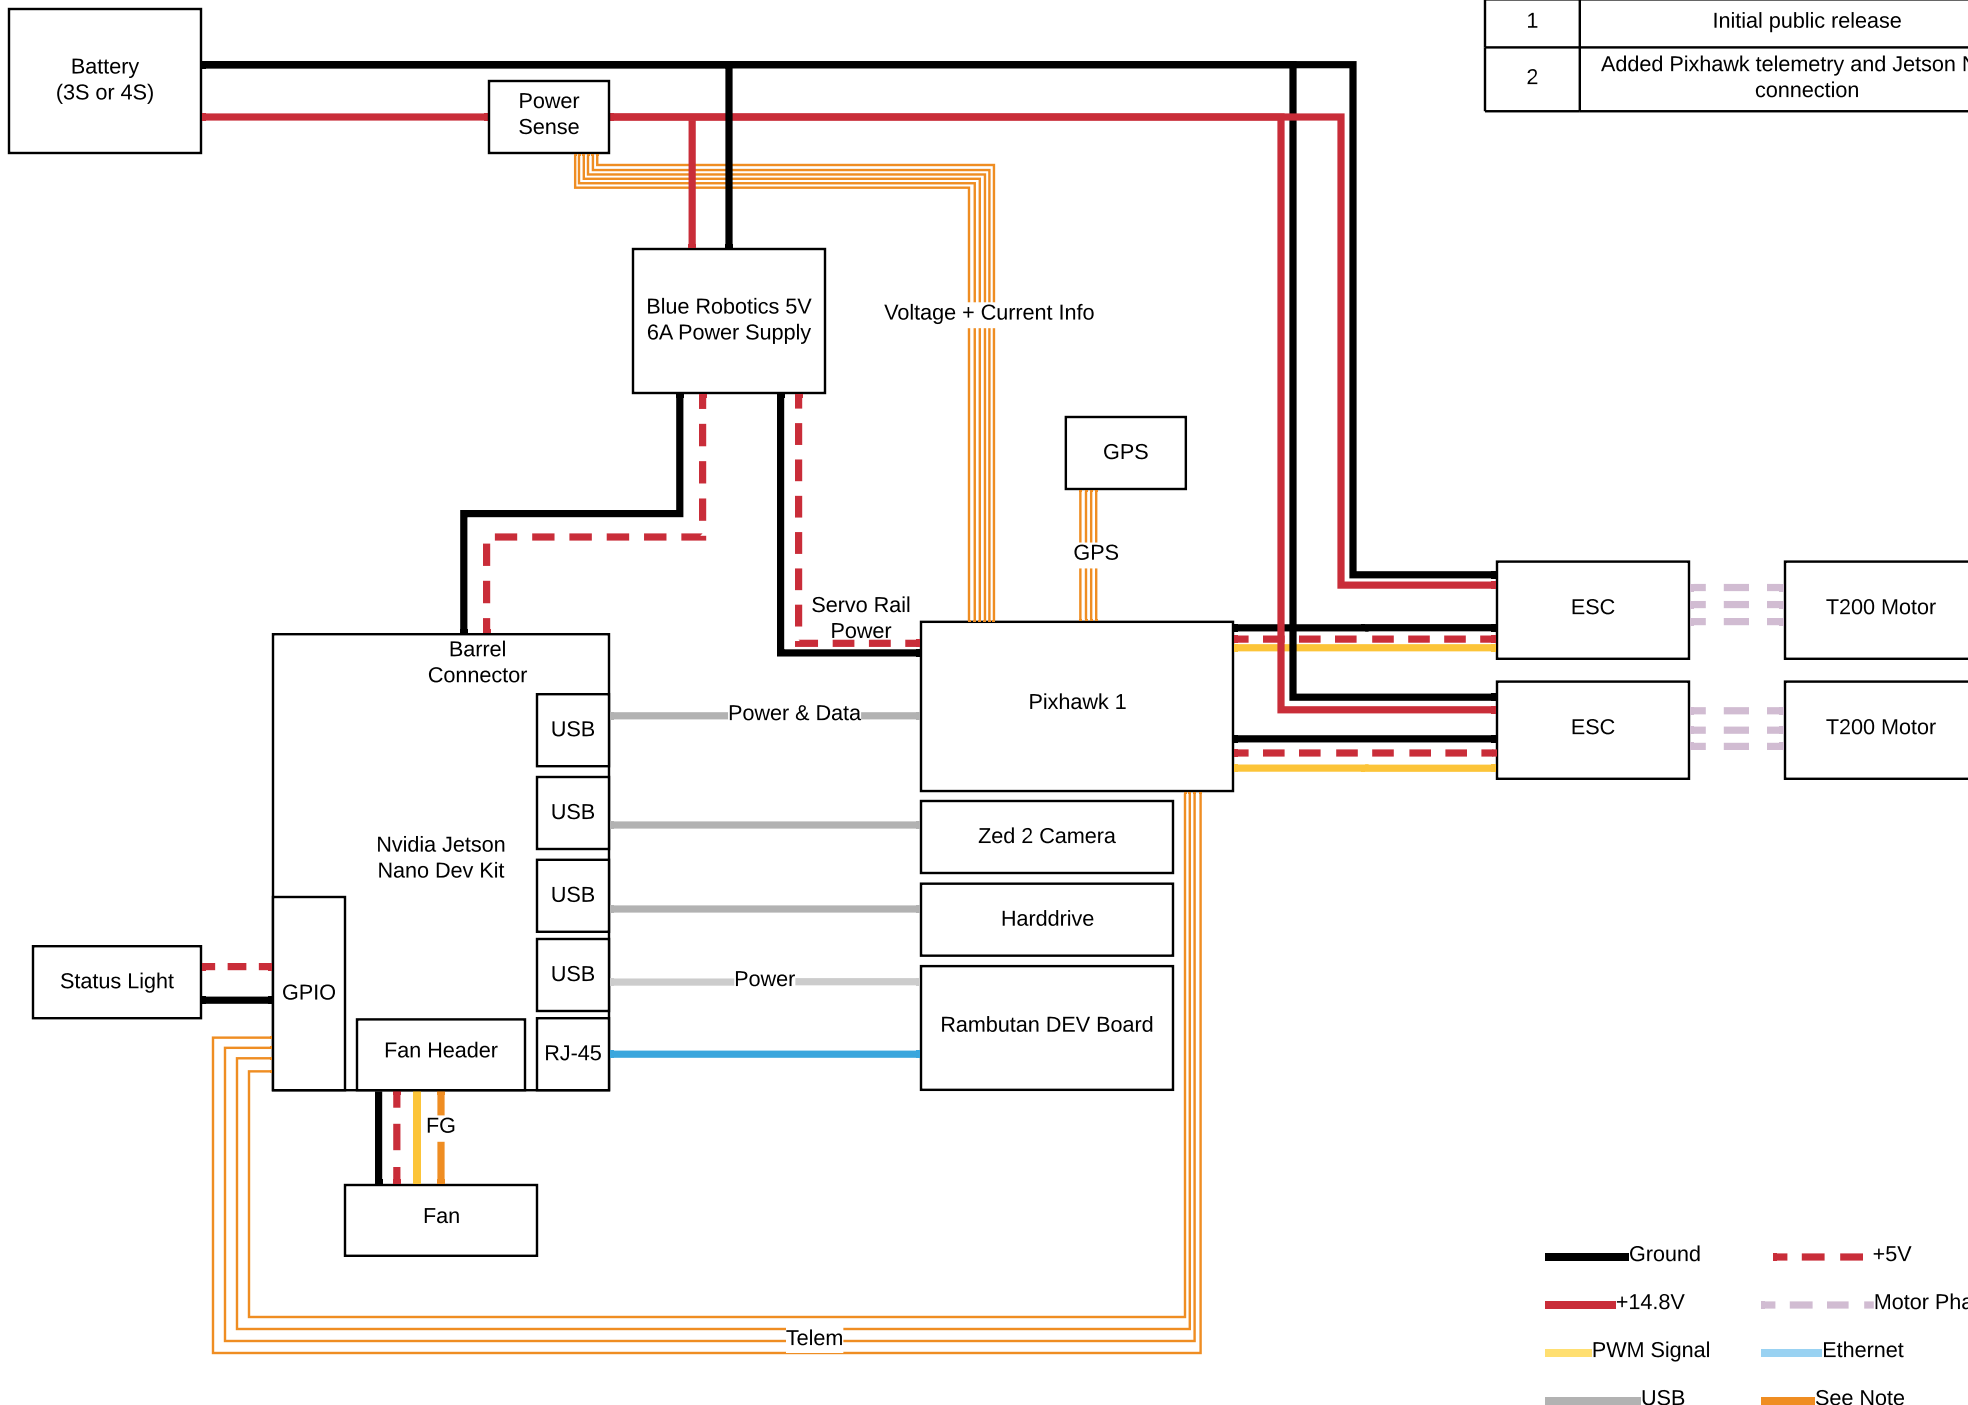 1
Initial public release
2
Added Pixhawk telemetry and Jetson
connection
Battery
(3S or 4S)
Power
Sense
Blue Robotics 5V
6A Power Supply
Voltage + Current Info
GPS
GPS
Servo Rail
Power
Pixhawk 1
ESC
T200 Motor
ESC
T200 Motor
Barrel
Connector
USB
Power & Data
USB
Zed 2 Camera
Nvidia Jetson
Nano Dev Kit
USB
Harddrive
USB
Power
Rambutan DEV Board
Status Light
GPIO
Fan Header
RJ-45
FG
Fan
Telem
Ground
+5V
+14.8V
Motor
PWM Signal
Ethernet
USB
See Note